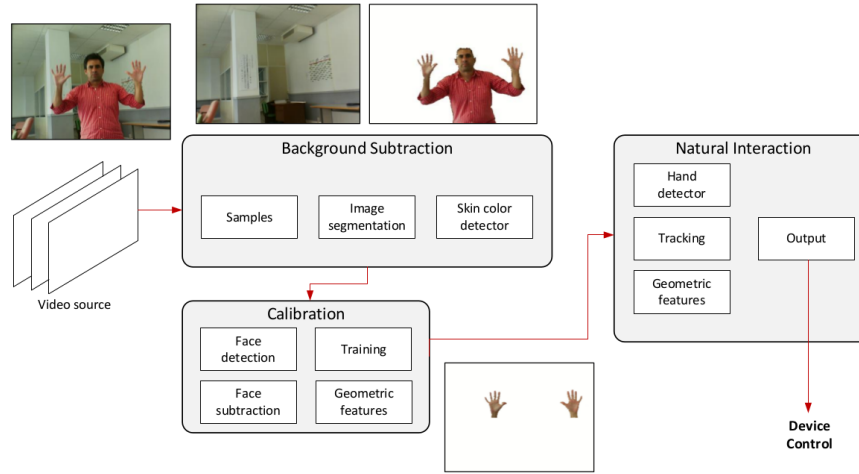 Background Subtraction
Samples
Image
segmentation
Skin color
detector
Video source
Calibration
Face
detection
Training
Face
subtraction
Geometric
features
Natural Interaction
Hand
detector
Tracking
Output
Geometric
features
Device
Control